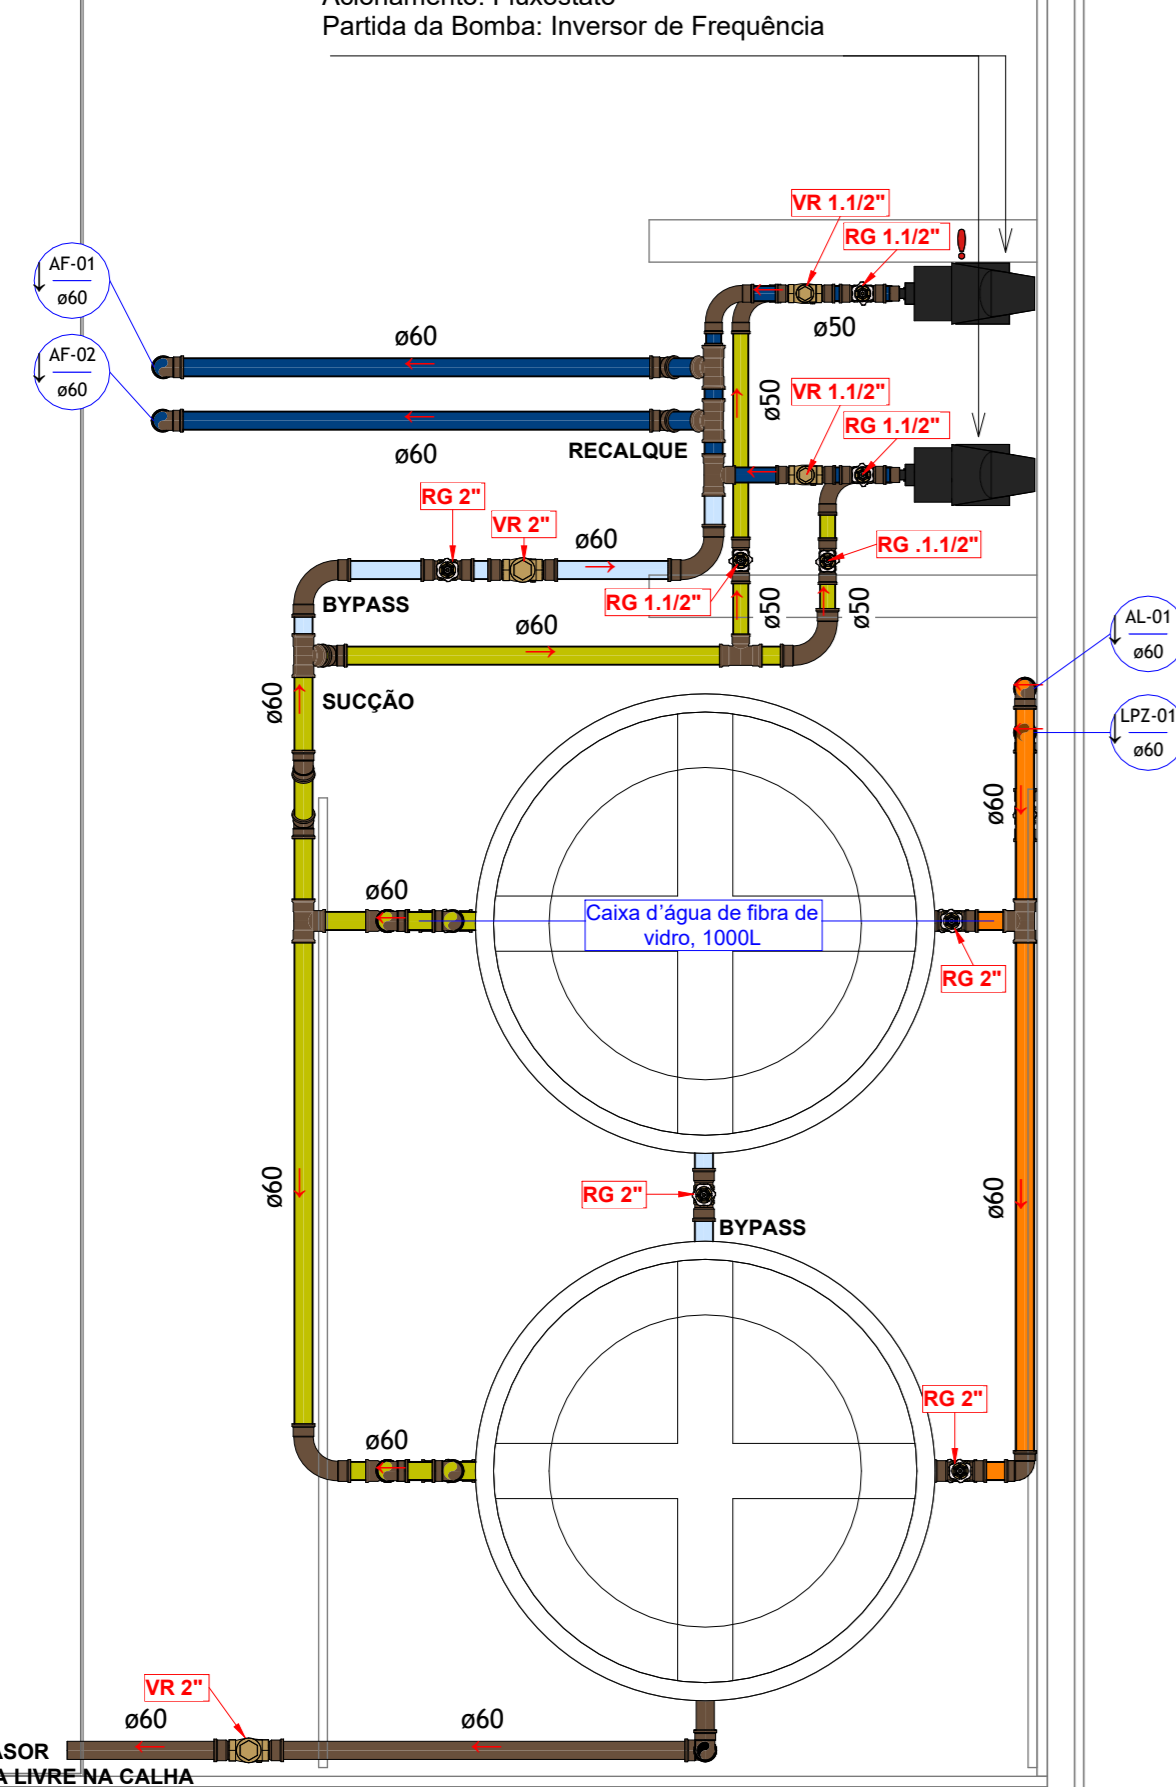 Acionamento: Fluxostato
Partida da Bomba: Inversor de Frequência
VR 1.1/2"
RG 1.1/2"
AF-01
ø60
ø60
ø50
AF-02
ø60
VR 1.1/2"
ø50
RG 1.1/2"
ø60
RECALQUE
RG 2"
VR 2"
ø60
RG .1.1/2"
BYPASS
RG 1.1/2"
ø50
ø50
ø60
AL-01
ø60
ø60
SUCÇÃO
LPZ-01
ø60
ø60
ø60
Caixa d’água de fibra de
vidro, 1000L
RG 2"
ø60
RG 2"
ø60
BYPASS
RG 2"
ø60
VR 2"
ø60
ø60
ASOR
A LIVRE NA CALHA